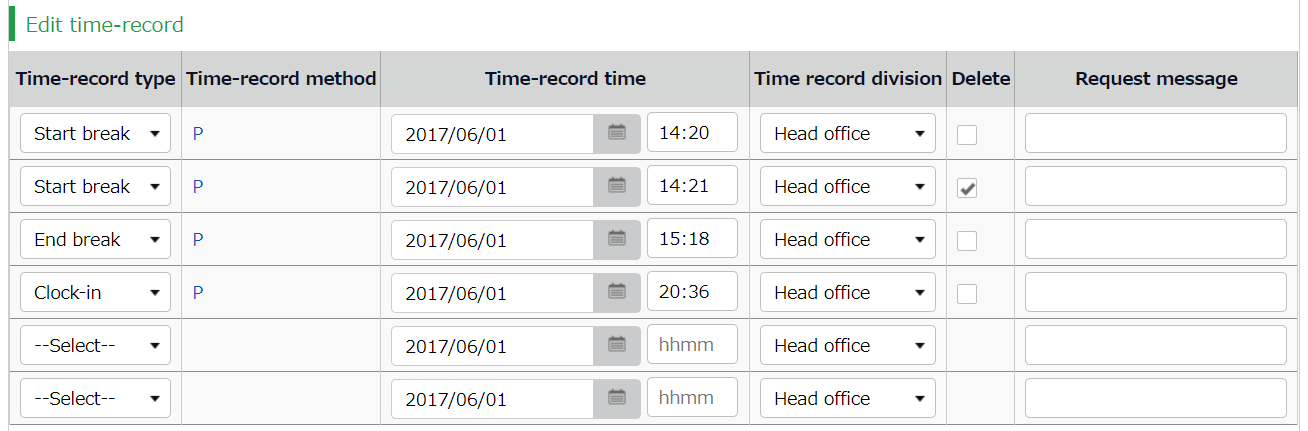 Edit time-record
Time-record type Time-record method Time-record time Time record division Delete Request message
Start break P 2017/06/01 14:20 Head office
Start break P 2017/06/01 14:21 Head office
End break P 2017/06/01 15:18 Head office
Clock-in P 2017/06/01 20:36 Head office
--Select-- 2017/06/01 hhmm Head office
--Select-- 2017/06/01 hhmm Head office